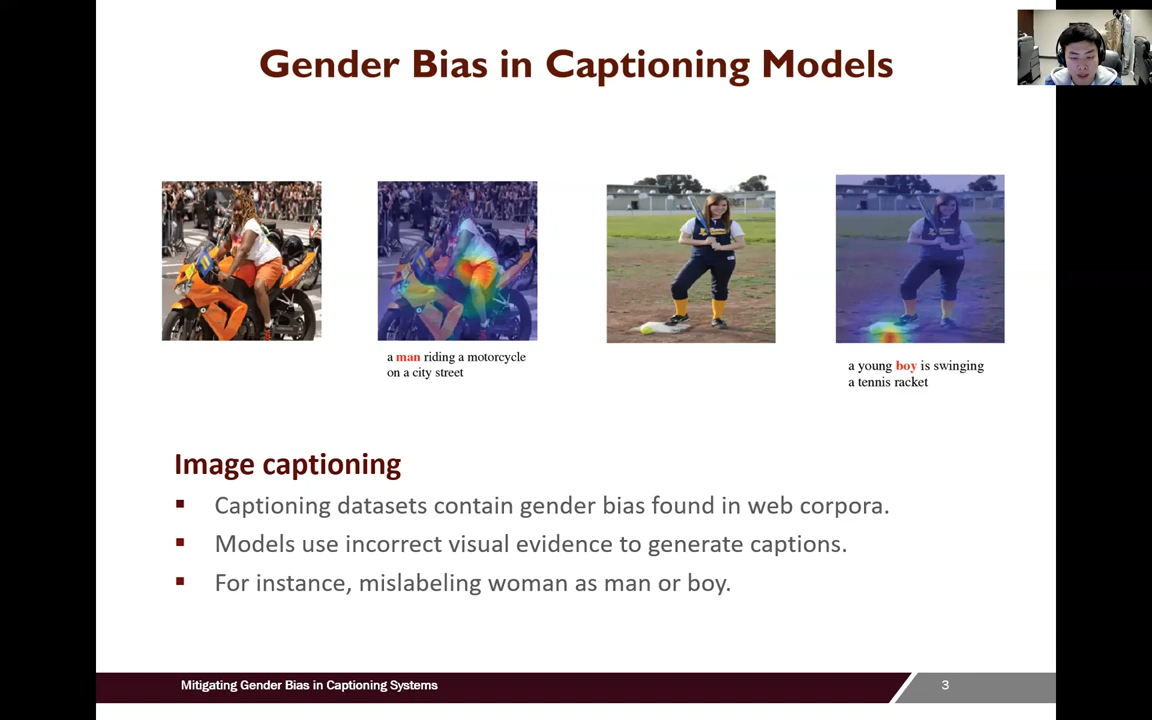 Gender Bias in Captioning Models
a man riding a motorcycle
on a city street
a young boy is swinging
a tennis racket
Image captioning
▪ Captioning datasets contain gender bias found in web corpora.
▪ Models use incorrect visual evidence to generate captions.
▪ For instance, mislabeling woman as man or boy.
Mitigating Gender Bias in Captioning Systems
3